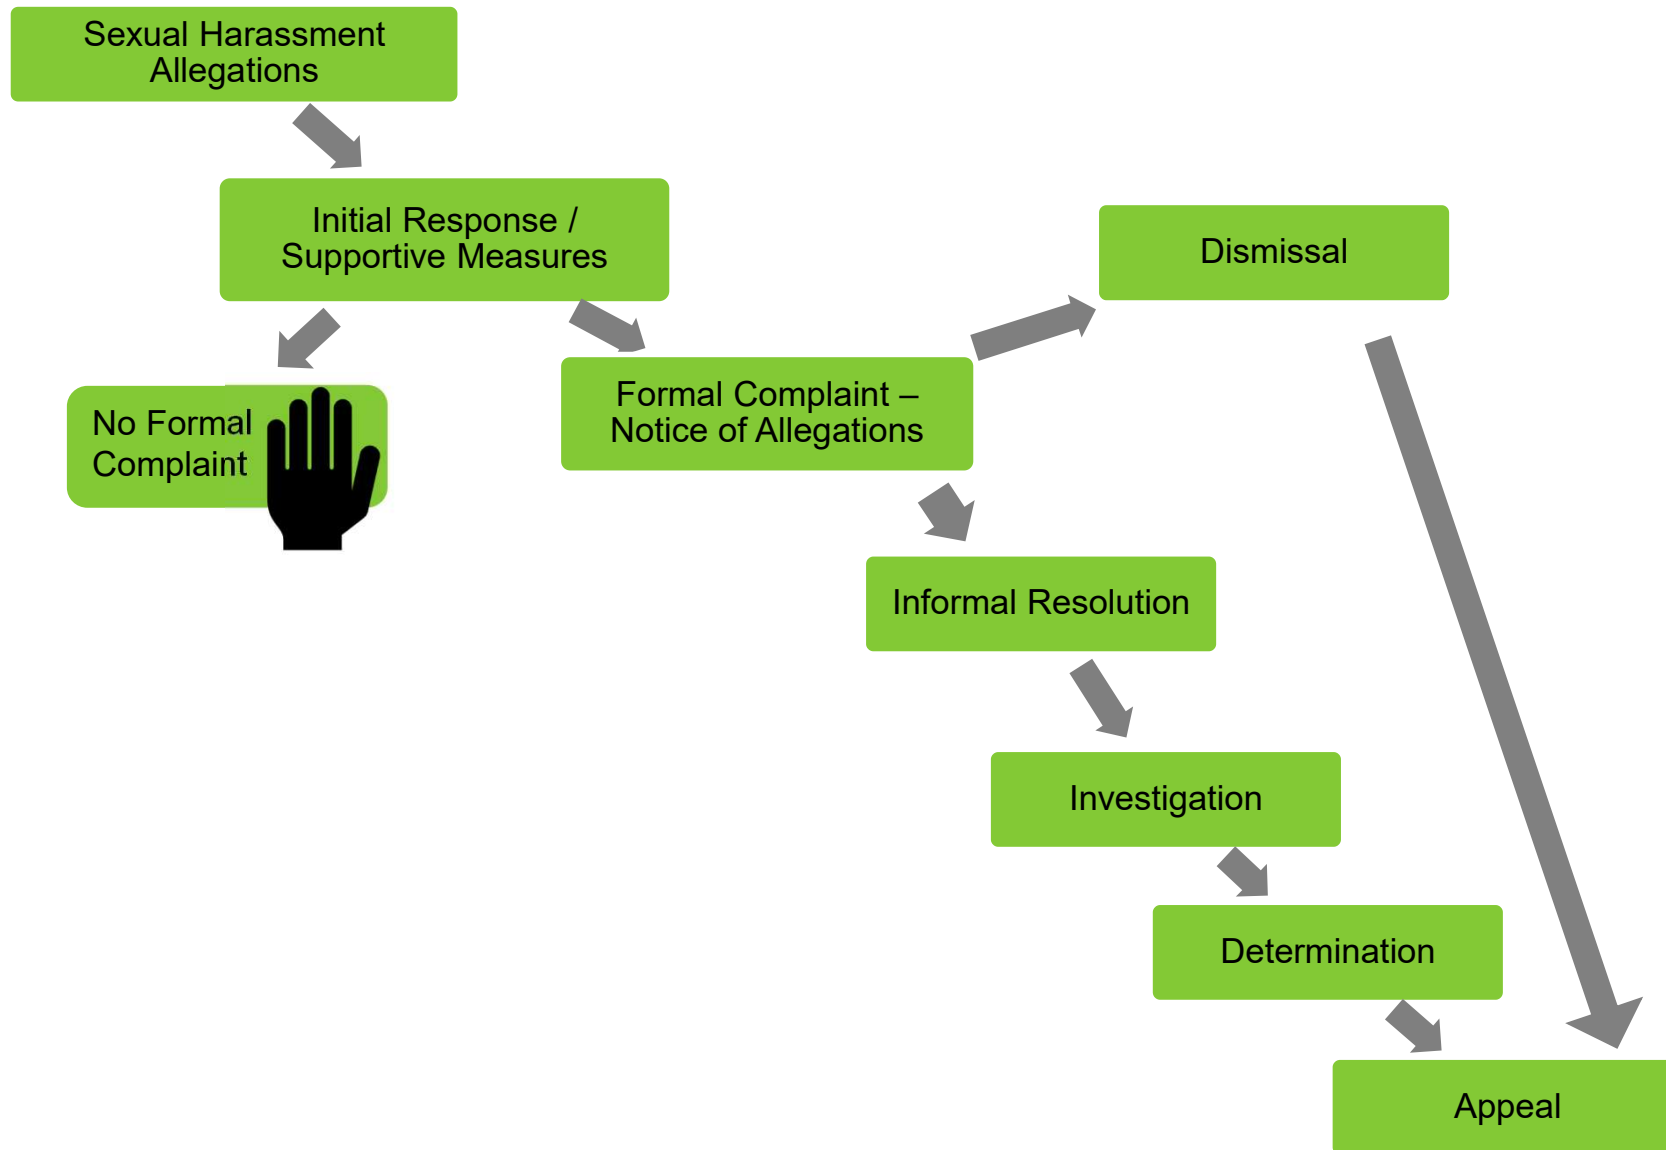 Sexual Harassment
Allegations
Initial Response /
Supportive Measures
Dismissal
No Formal
Complaint
Formal Complaint –
Notice of Allegations
Informal Resolution
Investigation
Determination
Appeal